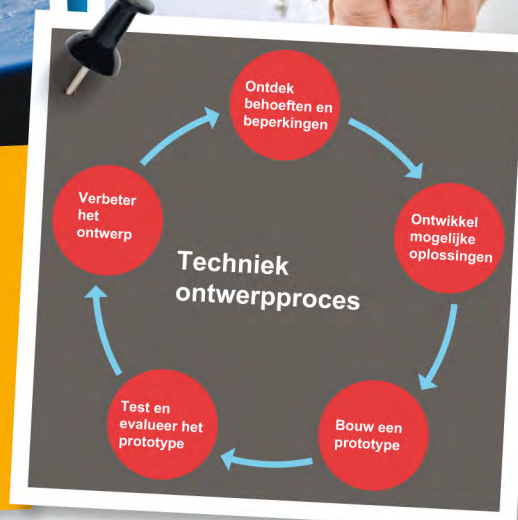 Ontdek
behoeften en
beperkingen
Ontwikkel
mogelijke
oplossingen
Bouw een
prototype
Test en
evalueer het
prototype
Verbeter
het
ontwerp
Techniek
ontwerpproces